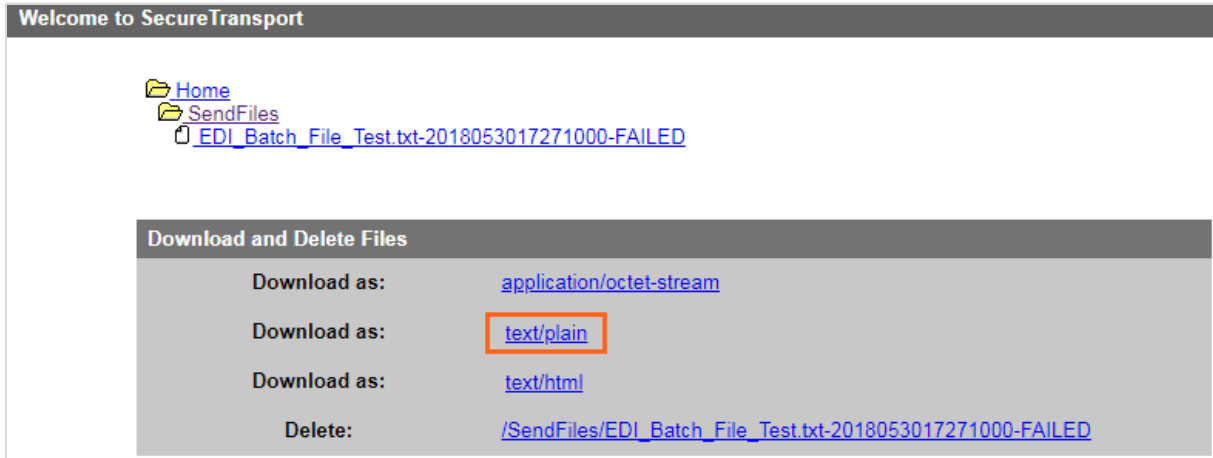 Welcome to SecureTransport
Home
SendFiles
EDI_Batch_File_Test.txt-2018053017271000-FAILED
Download and Delete Files
Download as: application/octet-stream
Download as: text/plain
Download as: text/html
Delete: /SendFiles/EDI_Batch_File_Test.txt-2018053017271000-FAILED